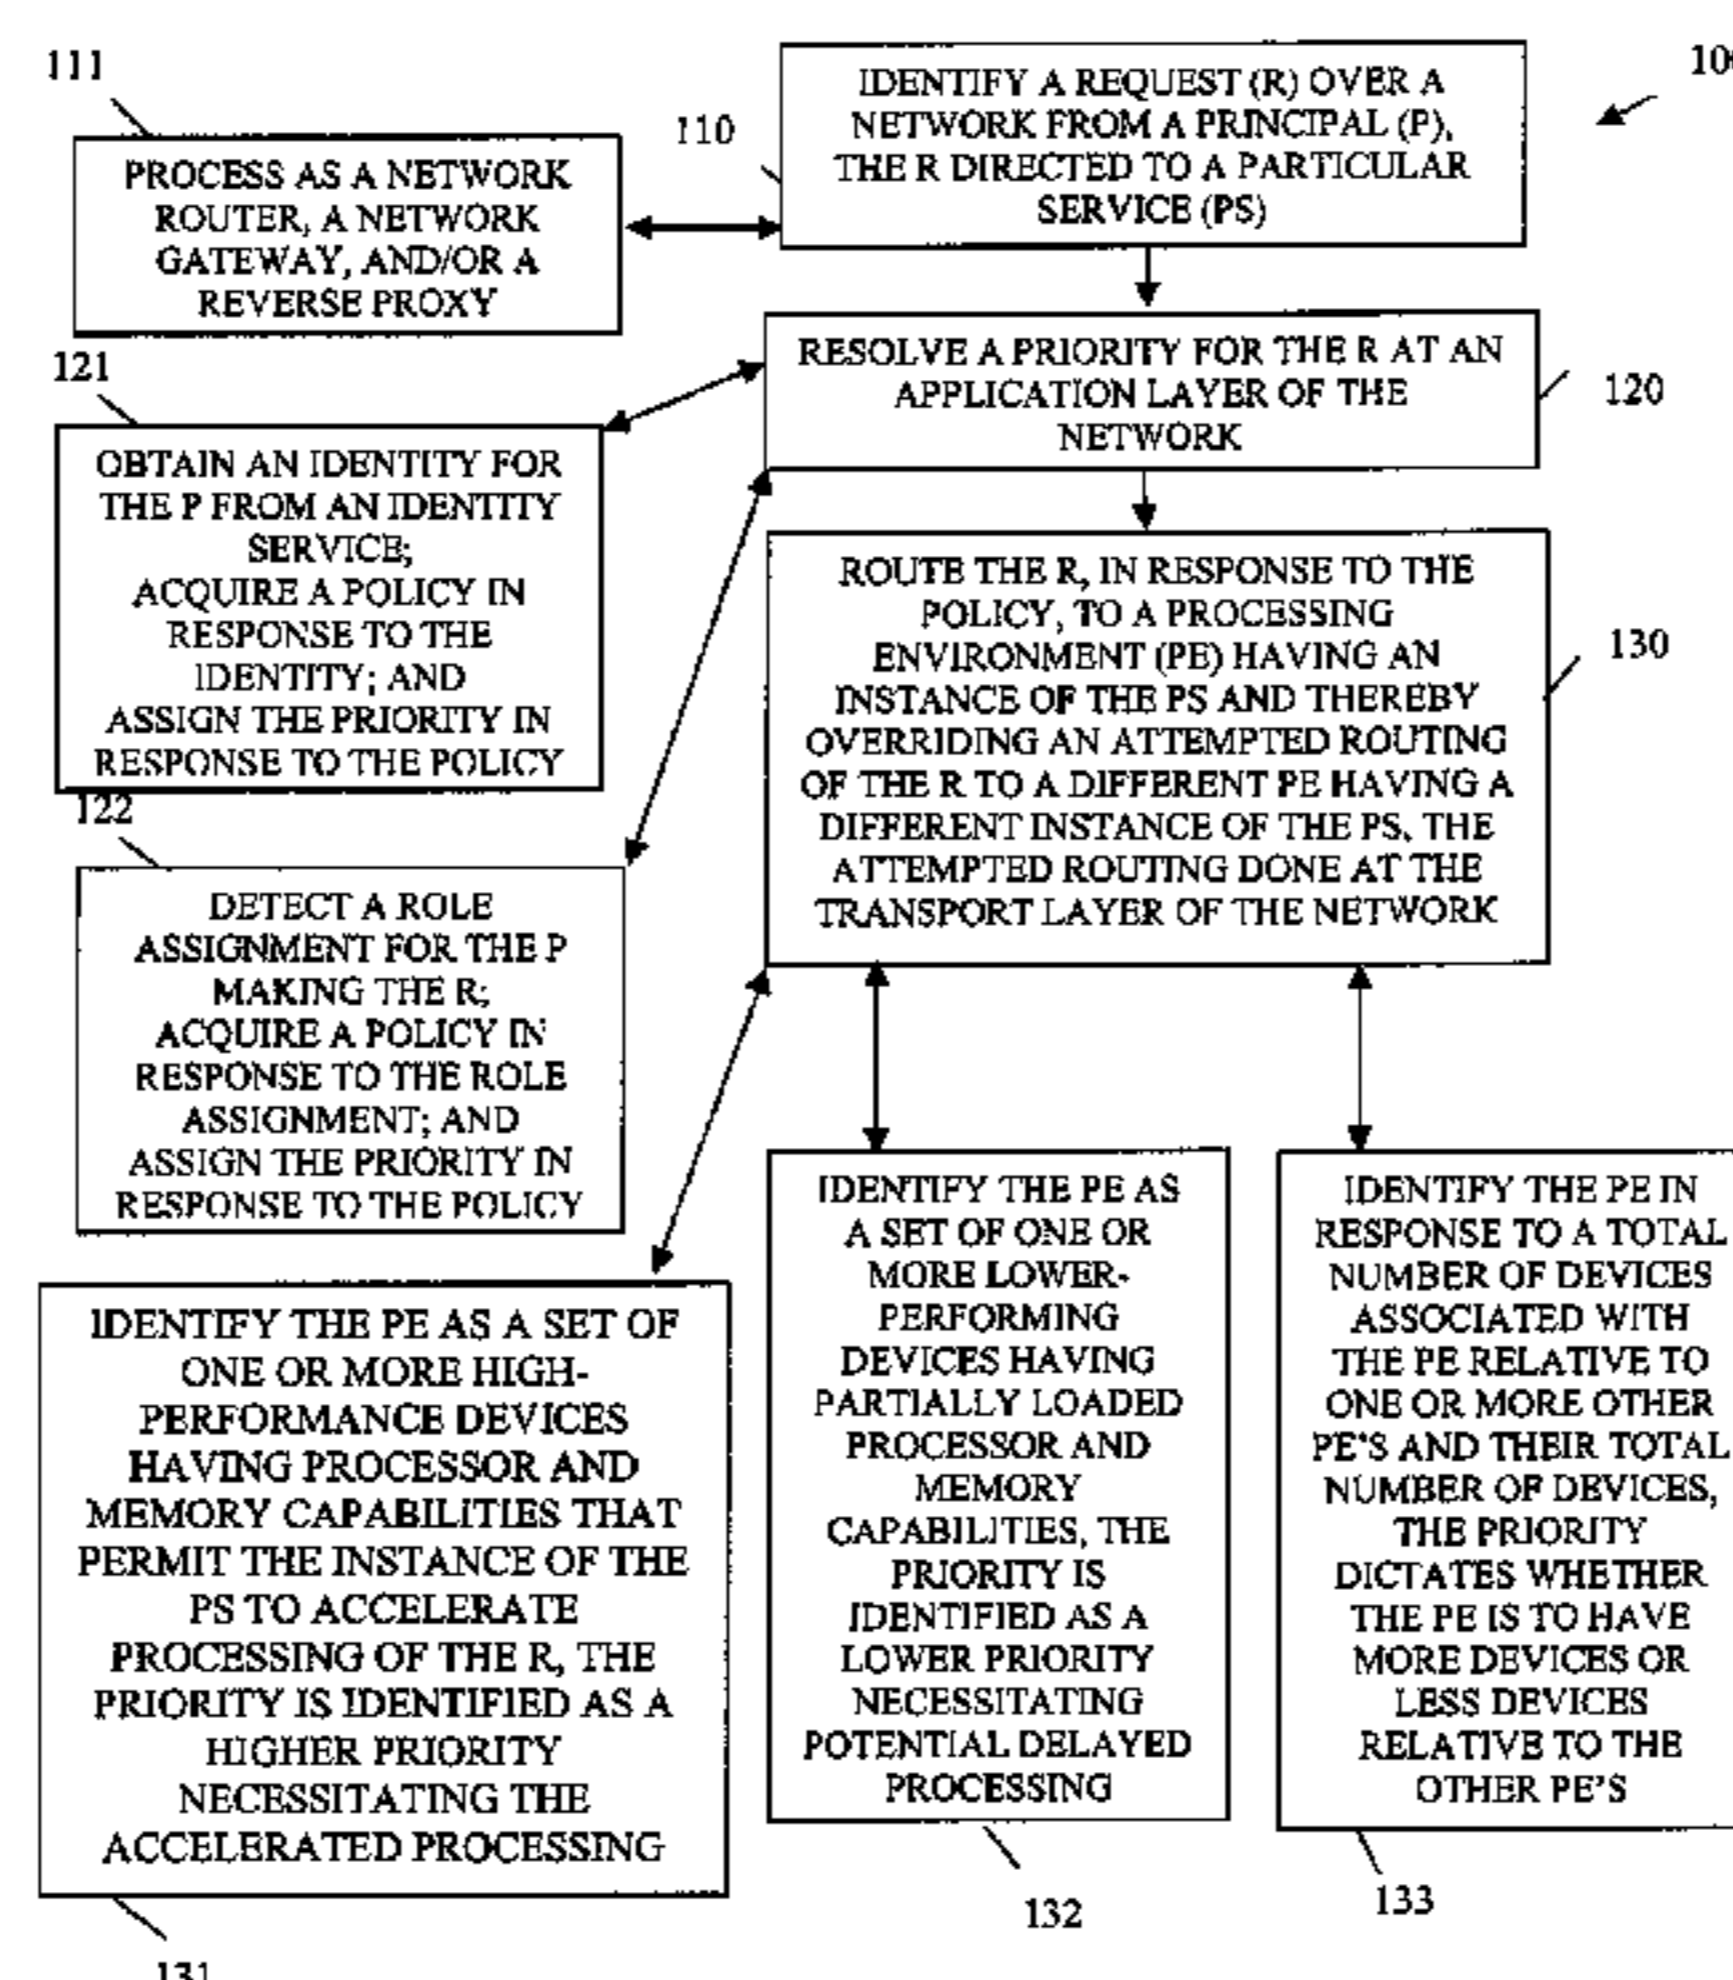 111
PROCESS AS A NETWORK
ROUTER, A NETWORK
GATEWAY, AND/OR A
REVERSE PROXY
110
IDENTIFY A REQUEST (R) OVER A
NETWORK FROM A PRINCIPAL (P),
THE R DIRECTED TO A PARTICULAR
SERVICE (PS)
120
RESOLVE A PRIORITY FOR THE R AT AN
APPLICATION LAYER OF THE
NETWORK
121
OBTAIN AN IDENTITY FOR
THE P FROM AN IDENTITY
SERVICE;
ACQUIRE A POLICY IN
RESPONSE TO THE
IDENTITY; AND
ASSIGN THE PRIORITY IN
RESPONSE TO THE POLICY
122
DETECT A ROLE
ASSIGNMENT FOR THE P
MAKING THE R;
ACQUIRE A POLICY IN
RESPONSE TO THE ROLE
ASSIGNMENT; AND
ASSIGN THE PRIORITY IN
RESPONSE TO THE POLICY
130
ROUTE THE R, IN RESPONSE TO THE
POLICY, TO A PROCESSING
ENVIRONMENT (PE) HAVING AN
INSTANCE OF THE PS AND THEREBY
OVERRIDING AN ATTEMPTED ROUTING
OF THE R TO A DIFFERENT PE HAVING A
DIFFERENT INSTANCE OF THE PS, THE
ATTEMPTED ROUTING DONE AT THE
TRANSPORT LAYER OF THE NETWORK
IDENTIFY THE PE AS A SET OF
ONE OR MORE HIGH-
PERFORMANCE DEVICES
HAVING PROCESSOR AND
MEMORY CAPABILITIES THAT
PERMIT THE INSTANCE OF THE
PS TO ACCELERATE
PROCESSING OF THE R, THE
PRIORITY IS IDENTIFIED AS A
HIGHER PRIORITY
NECESSITATING THE
ACCELERATED PROCESSING
131
IDENTIFY THE PE AS
A SET OF ONE OR
MORE LOWER-
PERFORMING
DEVICES HAVING
PARTIALLY LOADED
PROCESSOR AND
MEMORY
CAPABILITIES, THE
PRIORITY IS
IDENTIFIED AS A
LOWER PRIORITY
NECESSITATING
POTENTIAL DELAYED
PROCESSING
132
IDENTIFY THE PE IN
RESPONSE TO A TOTAL
NUMBER OF DEVICES
ASSOCIATED WITH
THE PE RELATIVE TO
ONE OR MORE OTHER
PE'S AND THEIR TOTAL
NUMBER OF DEVICES,
THE PRIORITY
DICTATES WHETHER
THE PE IS TO HAVE
MORE DEVICES OR
LESS DEVICES
RELATIVE TO THE
OTHER PE'S
133